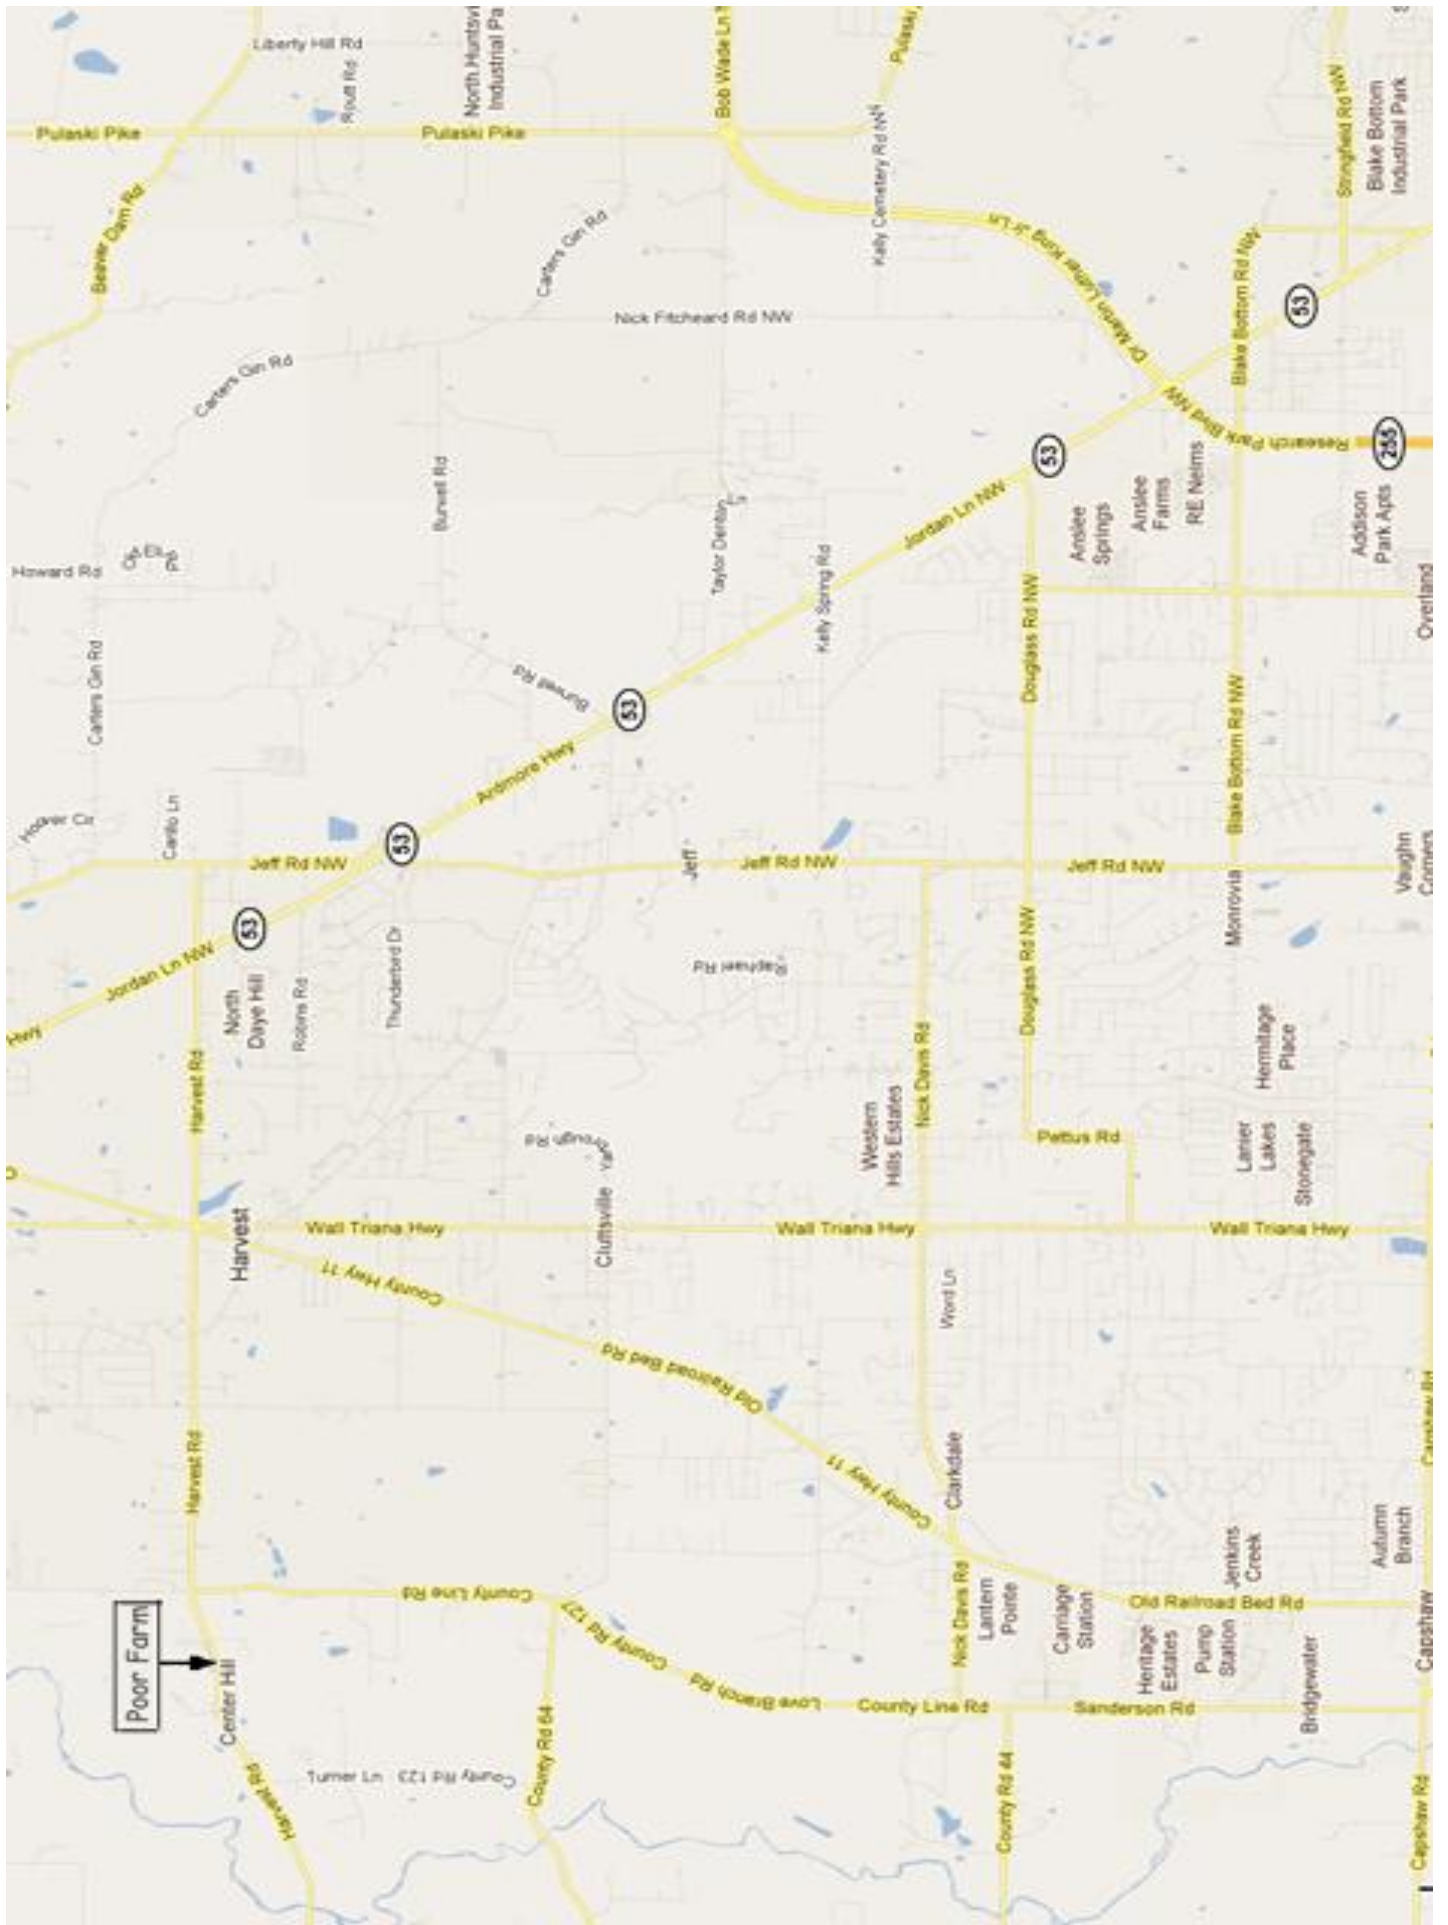 Liberty Hill Rd
Routt Rd
North Huntsvi
Industrial Pa
Bob Wade Ln N
Pulaski
Stringfield Rd NW
Blake Bottom
Industrial Park
Pulaski Pike
Pulaski Pike
Kelly Cemetery Rd NW
Beaver Dam Rd
Carters Gin Rd
Dr Martin Luther King Jr Ln
Blake Bottom Rd NW
53
Nick Fitcheard Rd NW
Carters Gin Rd
Research Park Blvd NW
255
53
Burwell Rd
Jordan Ln NW
Anslee
Springs
Anslee
Farms
RE Nelms
Addison
Park Apts
Howard Rd
Taylor Denton
Ln
Kelly Spring Rd
Douglass Rd NW
Overland
Carters Gin Rd
Burwell Rd
53
Ardmore Hwy
Blake Bottom Rd NW
Hoover Cir
Jeff Rd NW
53
Jeff
Jeff Rd NW
Jeff Rd NW
Vaughn
Corners
53
Monrovia
Jordan Ln NW
Hwy
North
Daye Hill
Robins Rd
Thunderbird Dr
Raphael Rd
Douglass Rd NW
Harvest Rd
Nick Davis Rd
Hermitage
Place
Western
Hills Estates
Yarbrough Rd
Pettus Rd
Lanier
Lakes
Stonegate
Harvest
Wall Triana Hwy
Cluttsville
Wall Triana Hwy
Wall Triana Hwy
County Hwy 11
Word Ln
Old Railroad Bed Rd
Harvest Rd
County Hwy 11
Clarkdale
Capshaw Rd
Autumn
Branch
Jenkins
Creek
Poor Farm
County Line Rd
County Rd 127
Nick Davis Rd
Lantern
Pointe
Carriage
Station
Old Railroad Bed Rd
Heritage
Estates
Pump
Station
Capshaw
Center Hill
Love Branch Rd
County Line Rd
Sanderson Rd
Bridgewater
Harvest Rd
Turner Ln
County Rd 123
County Rd 64
County Rd 44
Capshaw Rd